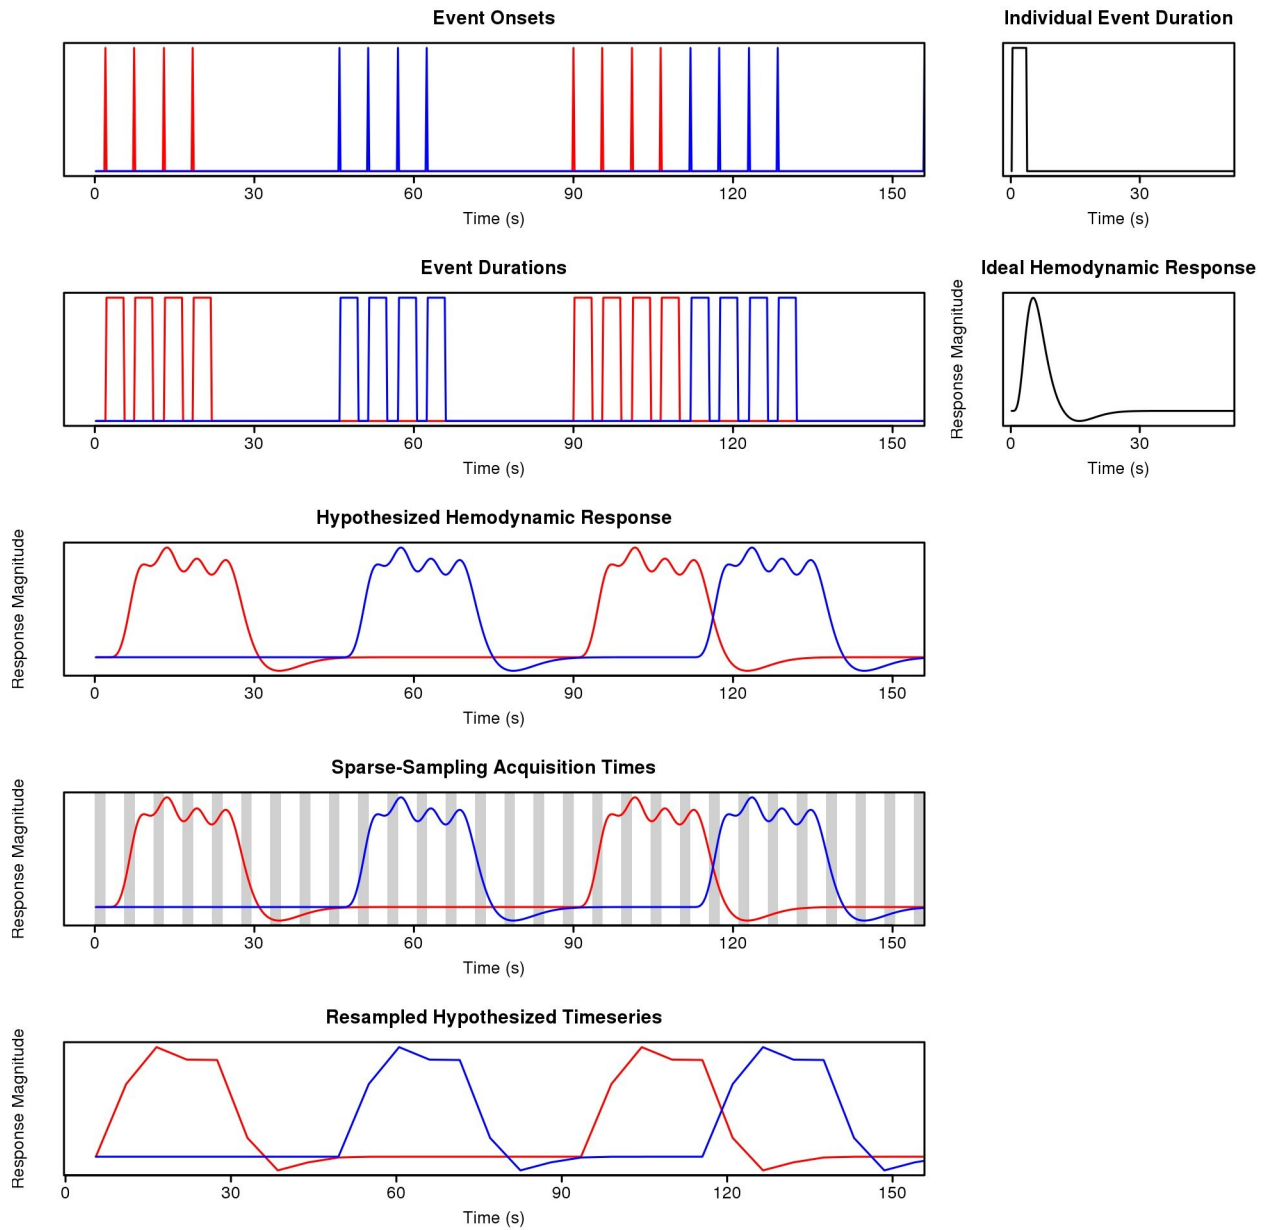 Event Onsets
0 30 60 90 120 150
Time (s)
Individual Event Duration
0 30
Time (s)
Event Durations
0 30 60 90 120 150
Time (s)
Ideal Hemodynamic Response
Response Magnitude
0 30
Time (s)
Hypothesized Hemodynamic Response
Response Magnitude
0 30 60 90 120 150
Time (s)
Sparse-Sampling Acquisition Times
Response Magnitude
0 30 60 90 120 150
Time (s)
Resampled Hypothesized Timeseries
Response Magnitude
0 30 60 90 120 150
Time (s)